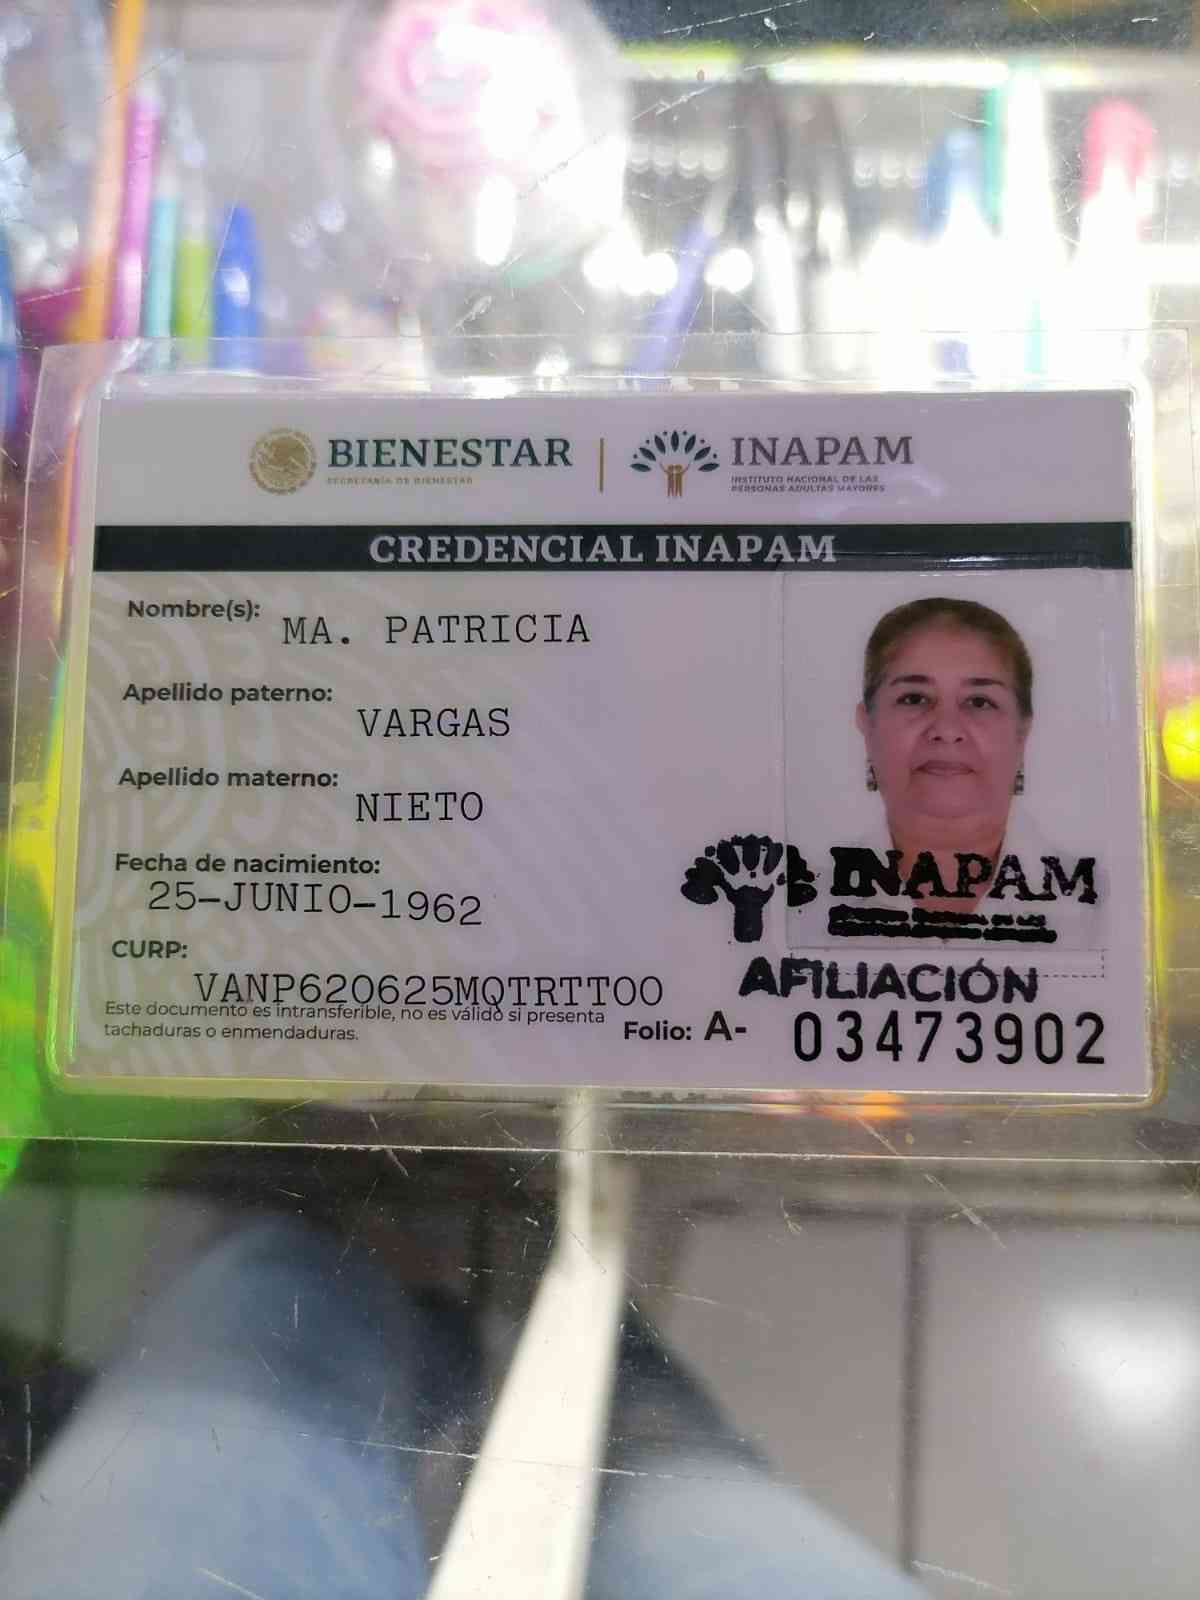 BIENESTAR
SECRETARÍA DE BIENESTAR
INAPAM
INSTITUTO NACIONAL DE LAS
PERSONAS ADULTAS MAYORES
CREDENCIAL INAPAM
Nombre(s): MA. PATRICIA
Apellido paterno: VARGAS
Apellido materno: NIETO
Fecha de nacimiento:
25-JUNIO-1962
CURP:
VANP620625MQTRTT00
Este documento es intransferible, no es válido si presenta
tachaduras o enmendaduras.
INAPAM
AFILIACIÓN
Folio: A- 03473902